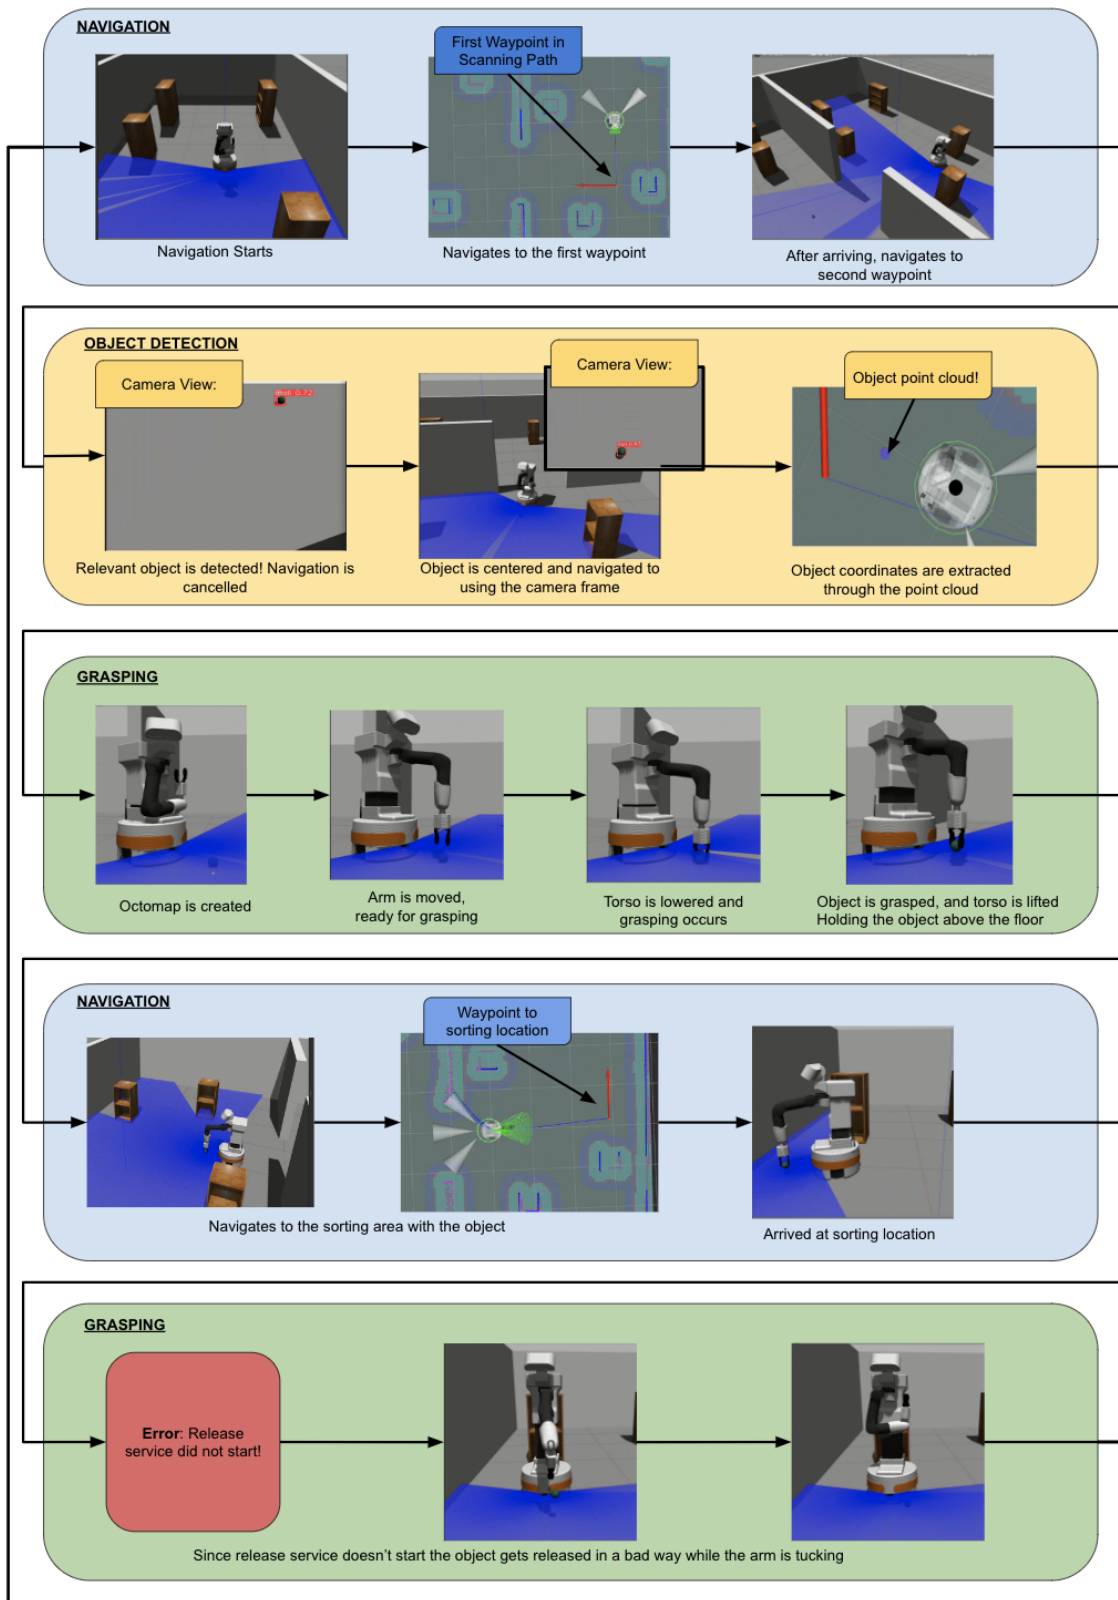 NAVIGATION
First Waypoint in
Scanning Path
Navigation Starts
Navigates to the first waypoint
After arriving, navigates to
second waypoint
OBJECT DETECTION
Camera View:
Camera View:
Object point cloud!
Relevant object is detected! Navigation is
cancelled
Object is centered and navigated to
using the camera frame
Object coordinates are extracted
through the point cloud
GRASPING
Octomap is created
Arm is moved,
ready for grasping
Torso is lowered and
grasping occurs
Object is grasped, and torso is lifted
Holding the object above the floor
NAVIGATION
Waypoint to
sorting location
Navigates to the sorting area with the object
Arrived at sorting location
GRASPING
Error: Release
service did not start!
Since release service doesn't start the object gets released in a bad way while the arm is tucking